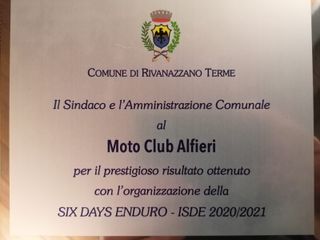 COMUNE DI RIVANAZZANO TERME
Il Sindaco e l'Amministrazione Comunale
al
Moto Club Alfieri
per il prestigioso risultato ottenuto
con l'organizzazione della
SIX DAYS ENDURO - ISDE 2020/2021